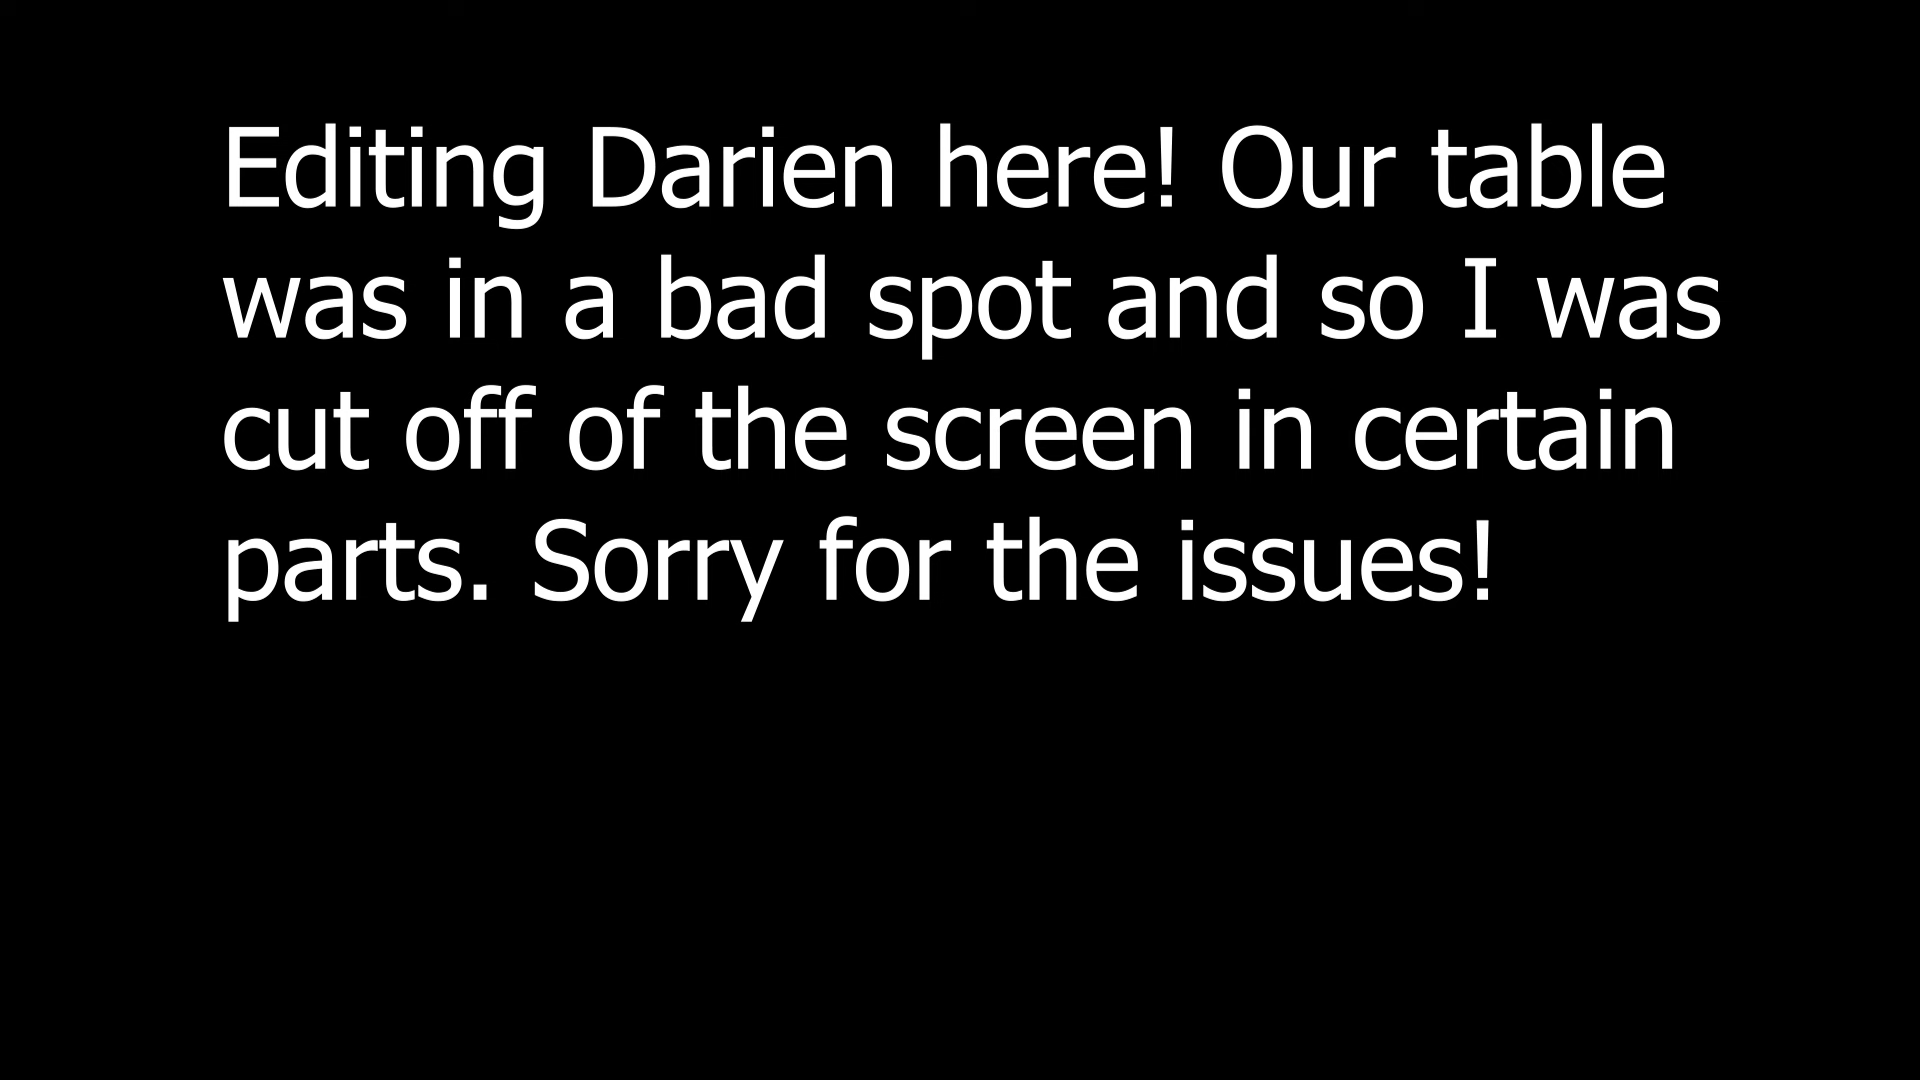 Editing Darien here! Our table
was in a bad spot and so I was
cut off of the screen in certain
parts. Sorry for the issues!